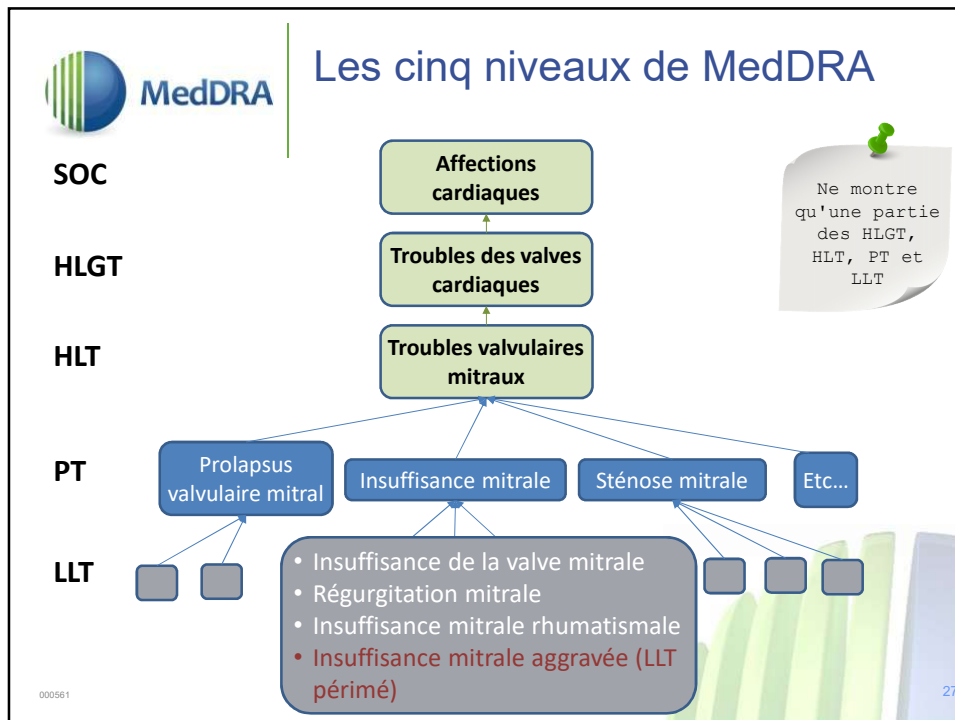 MedDRA
Les cinq niveaux de MedDRA
SOC
Affections
cardiaques
Ne montre
qu'une partie
des HLGT,
HLT, PT et
LLT
HLGT
Troubles des valves
cardiaques
HLT
Troubles valvulaires
mitraux
PT
Prolapsus
valvulaire mitral
Insuffisance mitrale
Sténose mitrale
Etc…
LLT
• Insuffisance de la valve mitrale
• Régurgitation mitrale
• Insuffisance mitrale rhumatismale
• Insuffisance mitrale aggravée (LLT
périmé)
000561
27